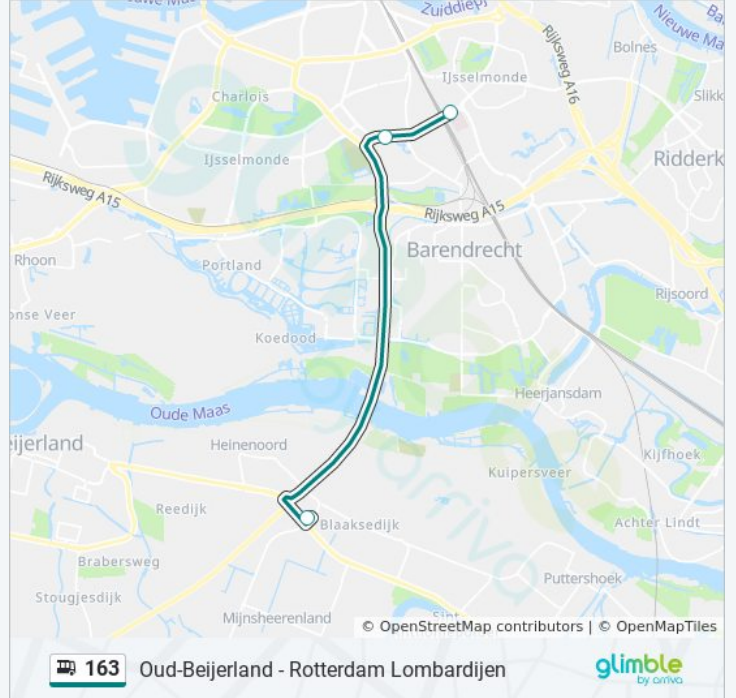 Zuiddiepj
Nieuwe Ma
Bolnes
Rijksweg A16
IJsselmonde
Slikk
Charlois
IJsselmonde
Ridderk
Rijksweg A15
Rijksweg A15
Barendrecht
Rhoon
Portland
Rijsoord
onse Veer
Koedood
Heerjansdam
Oude Maas
eijerland
Heinenoord
Kijfhoek
Kuipersveer
Reedijk
Blaaksedijk
Achter Lindt
Brabersweg
Puttershoek
Stougjesdijk
Mijnsheerenland
© OpenStreetMap contributors | © OpenMapTiles
163 Oud-Beijerland - Rotterdam Lombardijen
glimble
by arriva